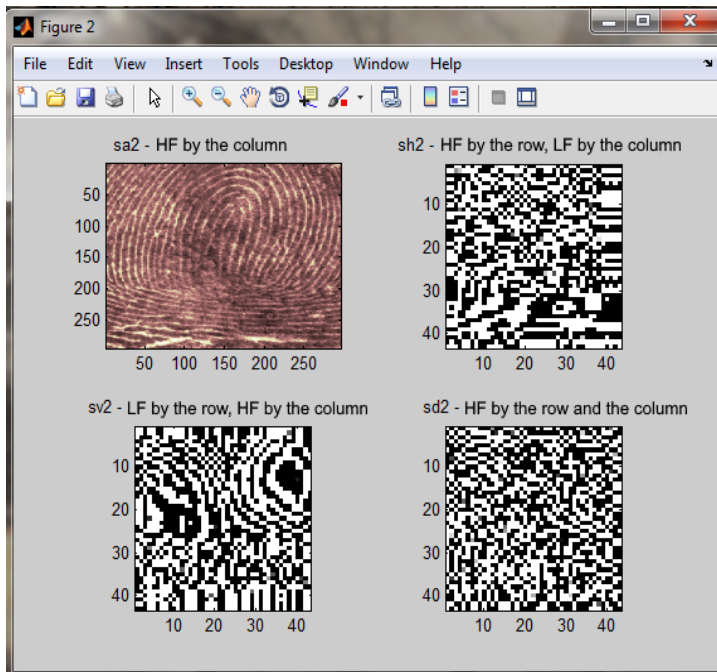 Figure 2
File Edit View Insert Tools Desktop Window Help
sa2 - HF by the column
50
100
150
200
250
50 100 150 200 250
sh2 - HF by the row, LF by the column
10
20
30
40
10 20 30 40
sv2 - LF by the row, HF by the column
10
20
30
40
10 20 30 40
sd2 - HF by the row and the column
10
20
30
40
10 20 30 40